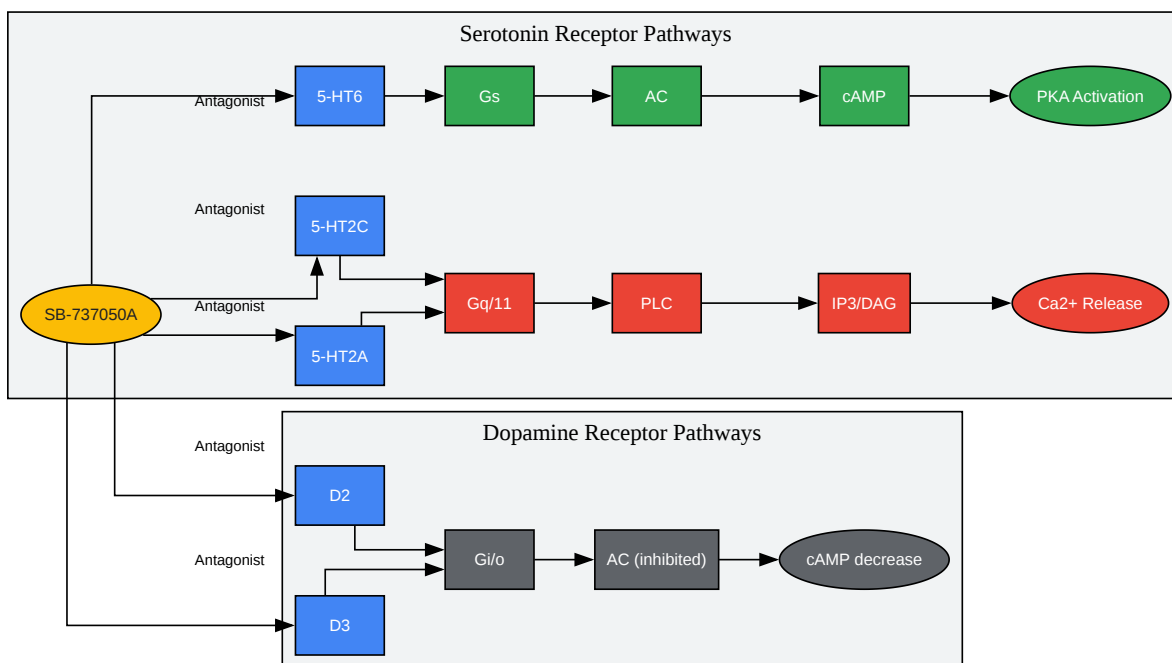 Serotonin Receptor Pathways
Antagonist
5-HT6
Gs
AC
cAMP
PKA Activation
Antagonist
5-HT2C
SB-737050A
Antagonist
5-HT2A
Gq/11
PLC
IP3/DAG
Ca2+ Release
Dopamine Receptor Pathways
Antagonist
D2
Antagonist
D3
Gi/o
AC (inhibited)
cAMP decrease